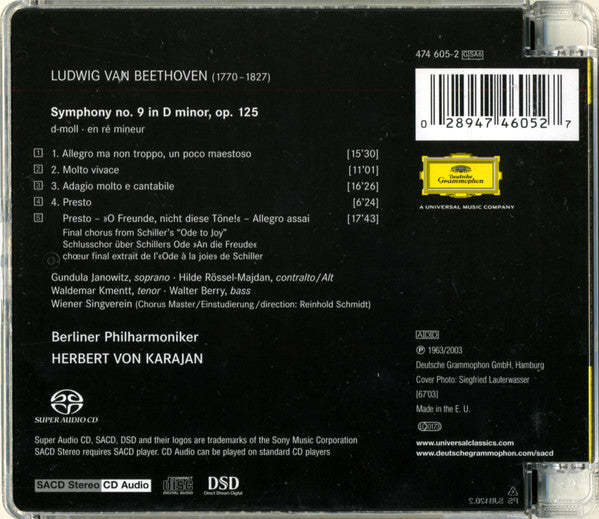 474 605-2 GSA6
LUDWIG VAN BEETHOVEN (1770–1827)
0 28947 46052 7
Symphony no. 9 in D minor, op. 125
d-moll · en ré mineur
1 1. Allegro ma non troppo, un poco maestoso [15'30]
2 2. Molto vivace [11'01]
3 3. Adagio molto e cantabile [16'26]
4 4. Presto [6'24]
5 Presto – »O Freunde, nicht diese Töne!« – Allegro assai [17'43]
Final chorus from Schiller's "Ode to Joy"
Schlusschor über Schillers Ode »An die Freude«
chœur final extrait de l'«Ode à la joie» de Schiller
Deutsche
Grammophon
A UNIVERSAL MUSIC COMPANY
Gundula Janowitz, soprano · Hilde Rössel-Majdan, contralto/Alt
Waldemar Kmentt, tenor · Walter Berry, bass
Wiener Singverein (Chorus Master/Einstudierung/direction: Reinhold Schmidt)
Berliner Philharmoniker
HERBERT VON KARAJAN
ADD
℗ 1963/2003
Deutsche Grammophon GmbH, Hamburg
Cover Photo: Siegfried Lauterwasser
[67'03]
Made in the E. U.
LC 0173
SUPER AUDIO CD
Super Audio CD, SACD, DSD and their logos are trademarks of the Sony Music Corporation
SACD Stereo requires SACD player. CD Audio can be played on standard CD players
www.universalclassics.com
www.deutschegrammophon.com/sacd
SACD Stereo CD Audio
COMPACT disc DIGITAL AUDIO
DSD
Direct Stream Digital